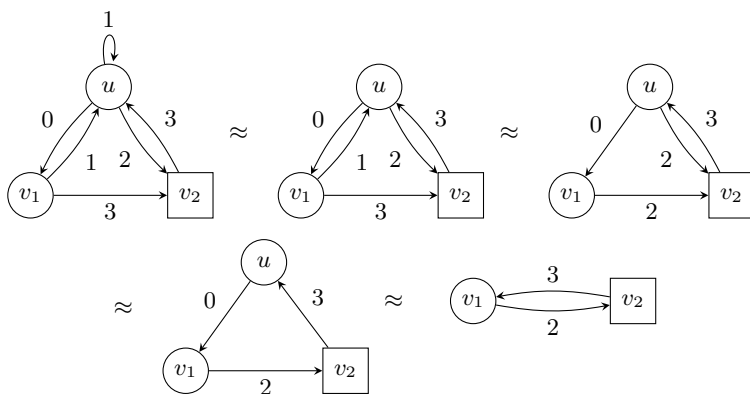 1
u u u
0 3 ≈ 0 3 ≈ 0 3
1 2 1 2 2
v1 v2 v1 v2 v1 v2
3 3 2
u
≈ 0 3 ≈ v1 3 v2
2
v1 v2
2